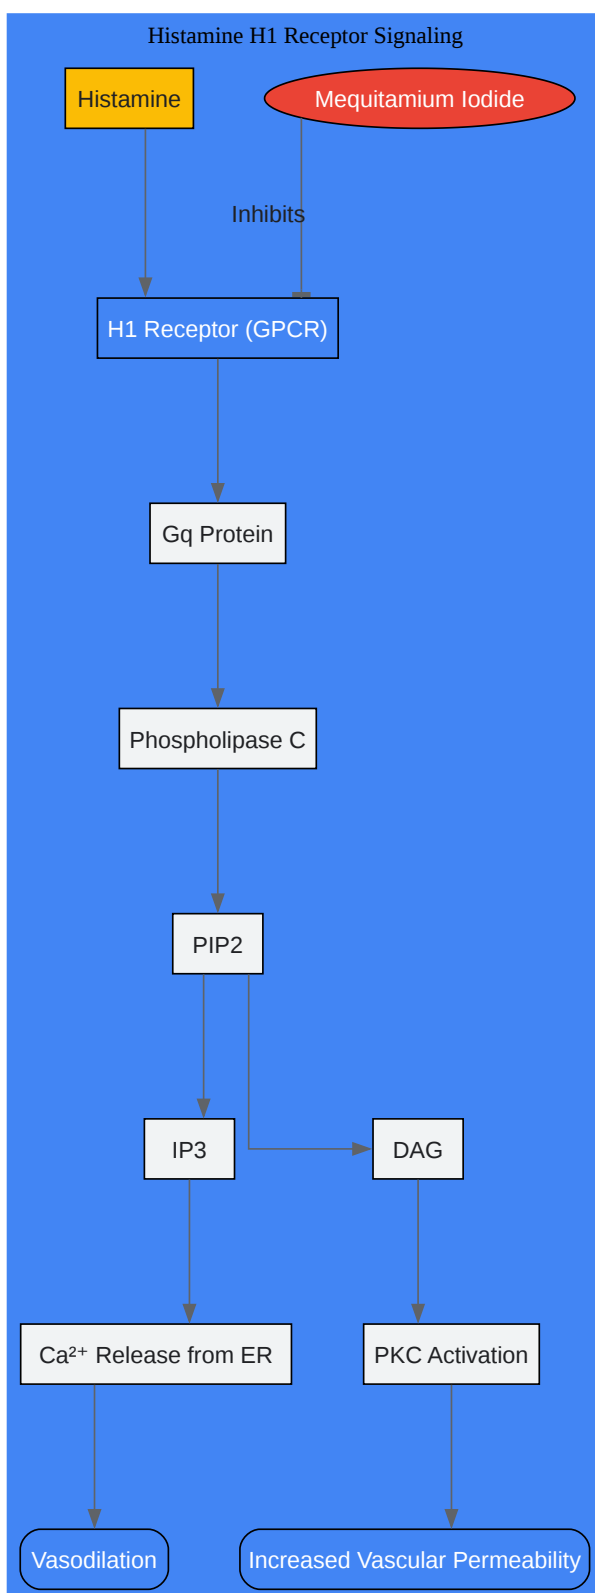 Histamine H1 Receptor Signaling
Histamine
Mequitamium Iodide
Inhibits
H1 Receptor (GPCR)
Gq Protein
Phospholipase C
PIP2
IP3
DAG
Ca²⁺ Release from ER
PKC Activation
Vasodilation
Increased Vascular Permeability